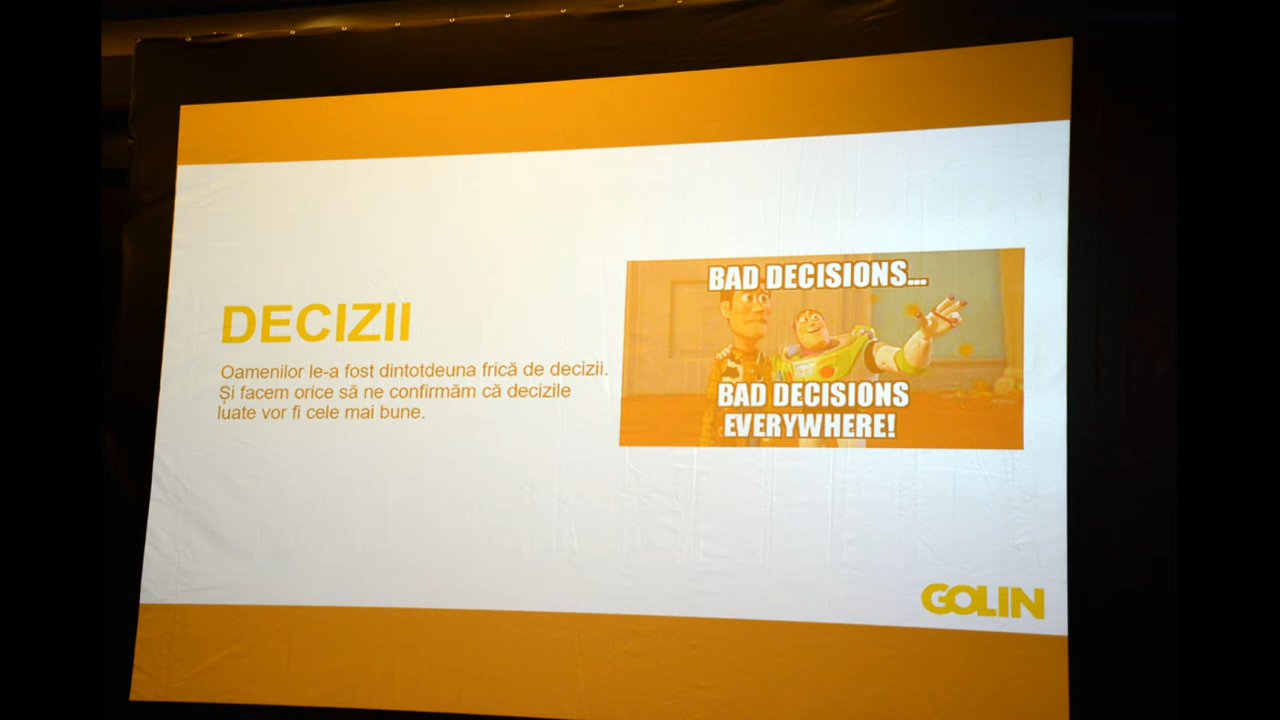 DECIZII
Oamenilor le-a fost dintotdeuna frică de decizii.
Și facem orice să ne confirmăm că decizile
luate vor fi cele mai bune.
BAD DECISIONS...
BAD DECISIONS
EVERYWHERE!
GOLIN